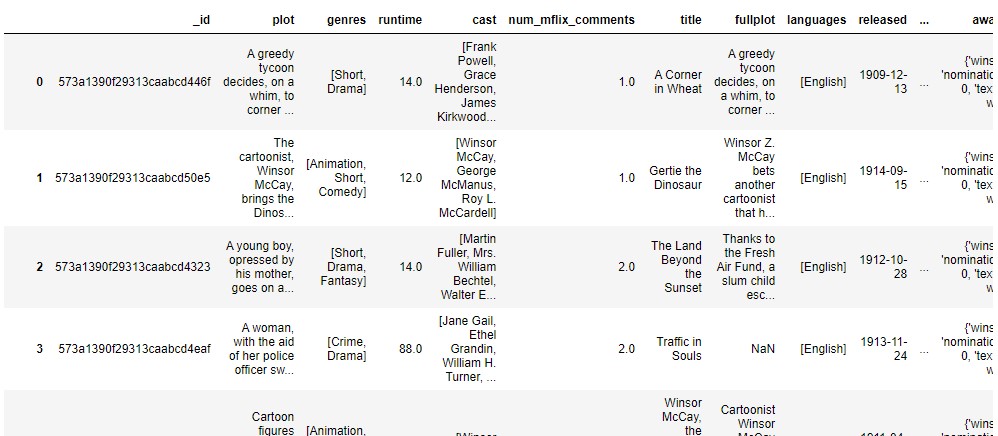 _id plot genres runtime cast num_mflix_comments title fullplot languages released ... awa
0 573a1390f29313caabcd446f A greedy tycoon decides, on a whim, to corner ... [Short, Drama] 14.0 [Frank Powell, Grace Henderson, James Kirkwood... 1.0 A Corner in Wheat A greedy tycoon decides, on a whim, to corner ... [English] 1909-12-13 ... {'wins 'nominatio 0, 'tex w
1 573a1390f29313caabcd50e5 The cartoonist, Winsor McCay, brings the Dinos... [Animation, Short, Comedy] 12.0 [Winsor McCay, George McManus, Roy L. McCardell] 1.0 Gertie the Dinosaur Winsor Z. McCay bets another cartoonist that h... [English] 1914-09-15 ... {'wins 'nominatio 0, 'tex w
2 573a1390f29313caabcd4323 A young boy, opressed by his mother, goes on a... [Short, Drama, Fantasy] 14.0 [Martin Fuller, Mrs. William Bechtel, Walter E... 2.0 The Land Beyond the Sunset Thanks to the Fresh Air Fund, a slum child esc... [English] 1912-10-28 ... {'wins 'nominatio 0, 'tex w
3 573a1390f29313caabcd4eaf A woman, with the aid of her police officer sw... [Crime, Drama] 88.0 [Jane Gail, Ethel Grandin, William H. Turner, ... 2.0 Traffic in Souls NaN [English] 1913-11-24 ... {'wins 'nominatio 0, 'tex w
Cartoon figures [Animation, Winsor McCay, the Cartoonist Winsor {'wins